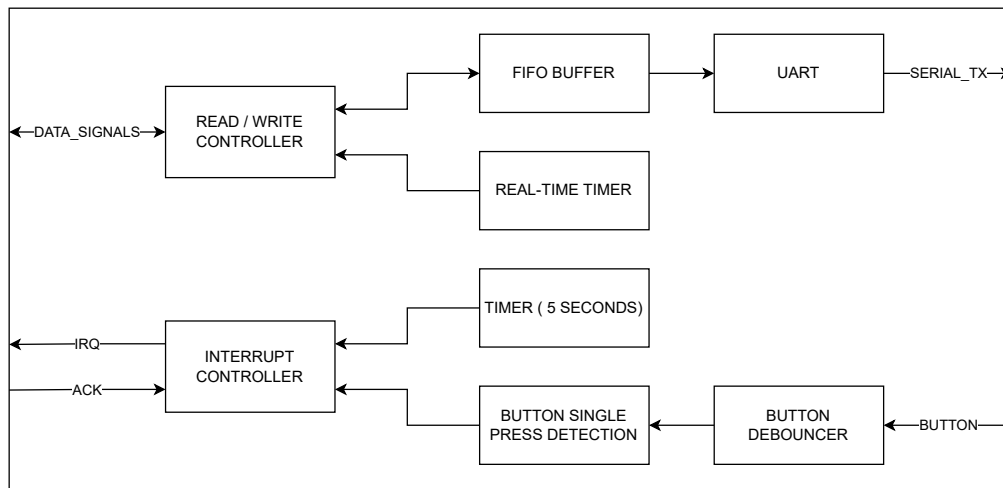 FIFO BUFFER
UART
SERIAL_TX
DATA_SIGNALS
READ / WRITE
CONTROLLER
REAL-TIME TIMER
TIMER ( 5 SECONDS)
IRQ
ACK
INTERRUPT
CONTROLLER
BUTTON SINGLE
PRESS DETECTION
BUTTON
DEBOUNCER
BUTTON